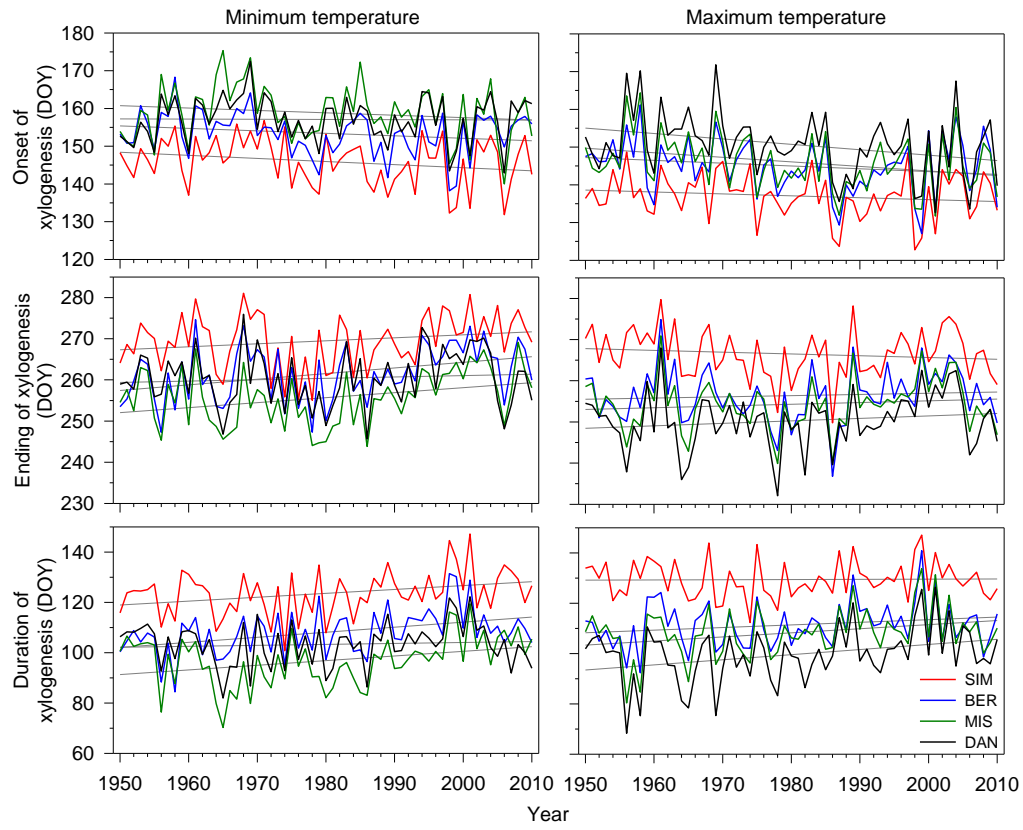 Minimum temperature
Maximum temperature
Onset of
xylogenesis (DOY)
180
170
160
150
140
130
120
Ending of xylogenesis
(DOY)
280
270
260
250
240
230
Duration of
xylogenesis (DOY)
140
120
100
80
60
SIM
BER
MIS
DAN
1950 1960 1970 1980 1990 2000 2010
1950 1960 1970 1980 1990 2000 2010
Year